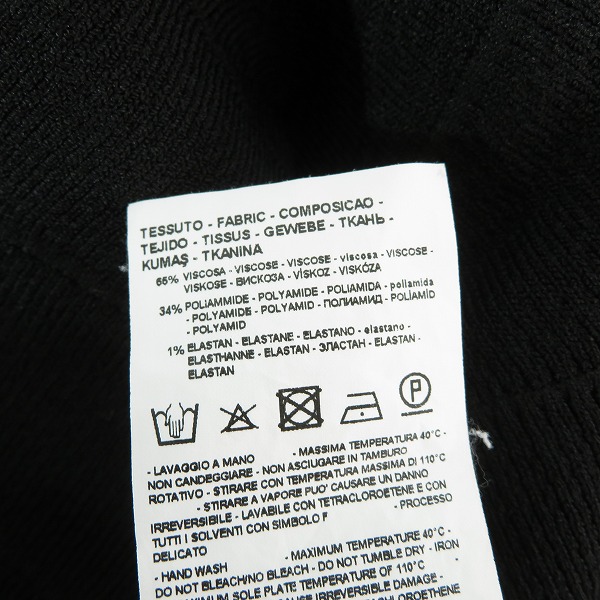 TESSUTO - FABRIC - COMPOSICAO -
TEJIDO - TISSUS - GEWEBE - ТКАНЬ -
KUMAŞ - TKANINA
65% VISCOSA - VISCOSE - VISCOSE - viscosa - VISCOSE -
VISKOSE - ВИСКОЗА - VİSKOZ - VISKÓZA
34% POLIAMMIDE - POLYAMIDE - POLIAMIDA - poliamida
- POLYAMIDE - POLYAMID - ПОЛИАМИД - POLİAMİD
- POLYAMID
1% ELASTAN - ELASTANE - ELASTANO - elastano -
ELASTHANNE - ELASTAN - ЭЛАСТАН - ELASTAN -
ELASTAN
P
- LAVAGGIO A MANO - MASSIMA TEMPERATURA 40°C -
NON CANDEGGIARE - NON ASCIUGARE IN TAMBURO
ROTATIVO - STIRARE CON TEMPERATURA MASSIMA DI 110°C
- STIRARE A VAPORE PUO' CAUSARE UN DANNO
IRREVERSIBILE - LAVABILE CON TETRACLOROETENE E CON
TUTTI I SOLVENTI CON SIMBOLO F - PROCESSO
DELICATO
- HAND WASH - MAXIMUM TEMPERATURE 40°C -
DO NOT BLEACHINO BLEACH - DO NOT TUMBLE DRY - IRON
SOLE PLATE TEMPERATURE OF 110°C
IRREVERSIBLE DAMAGE -